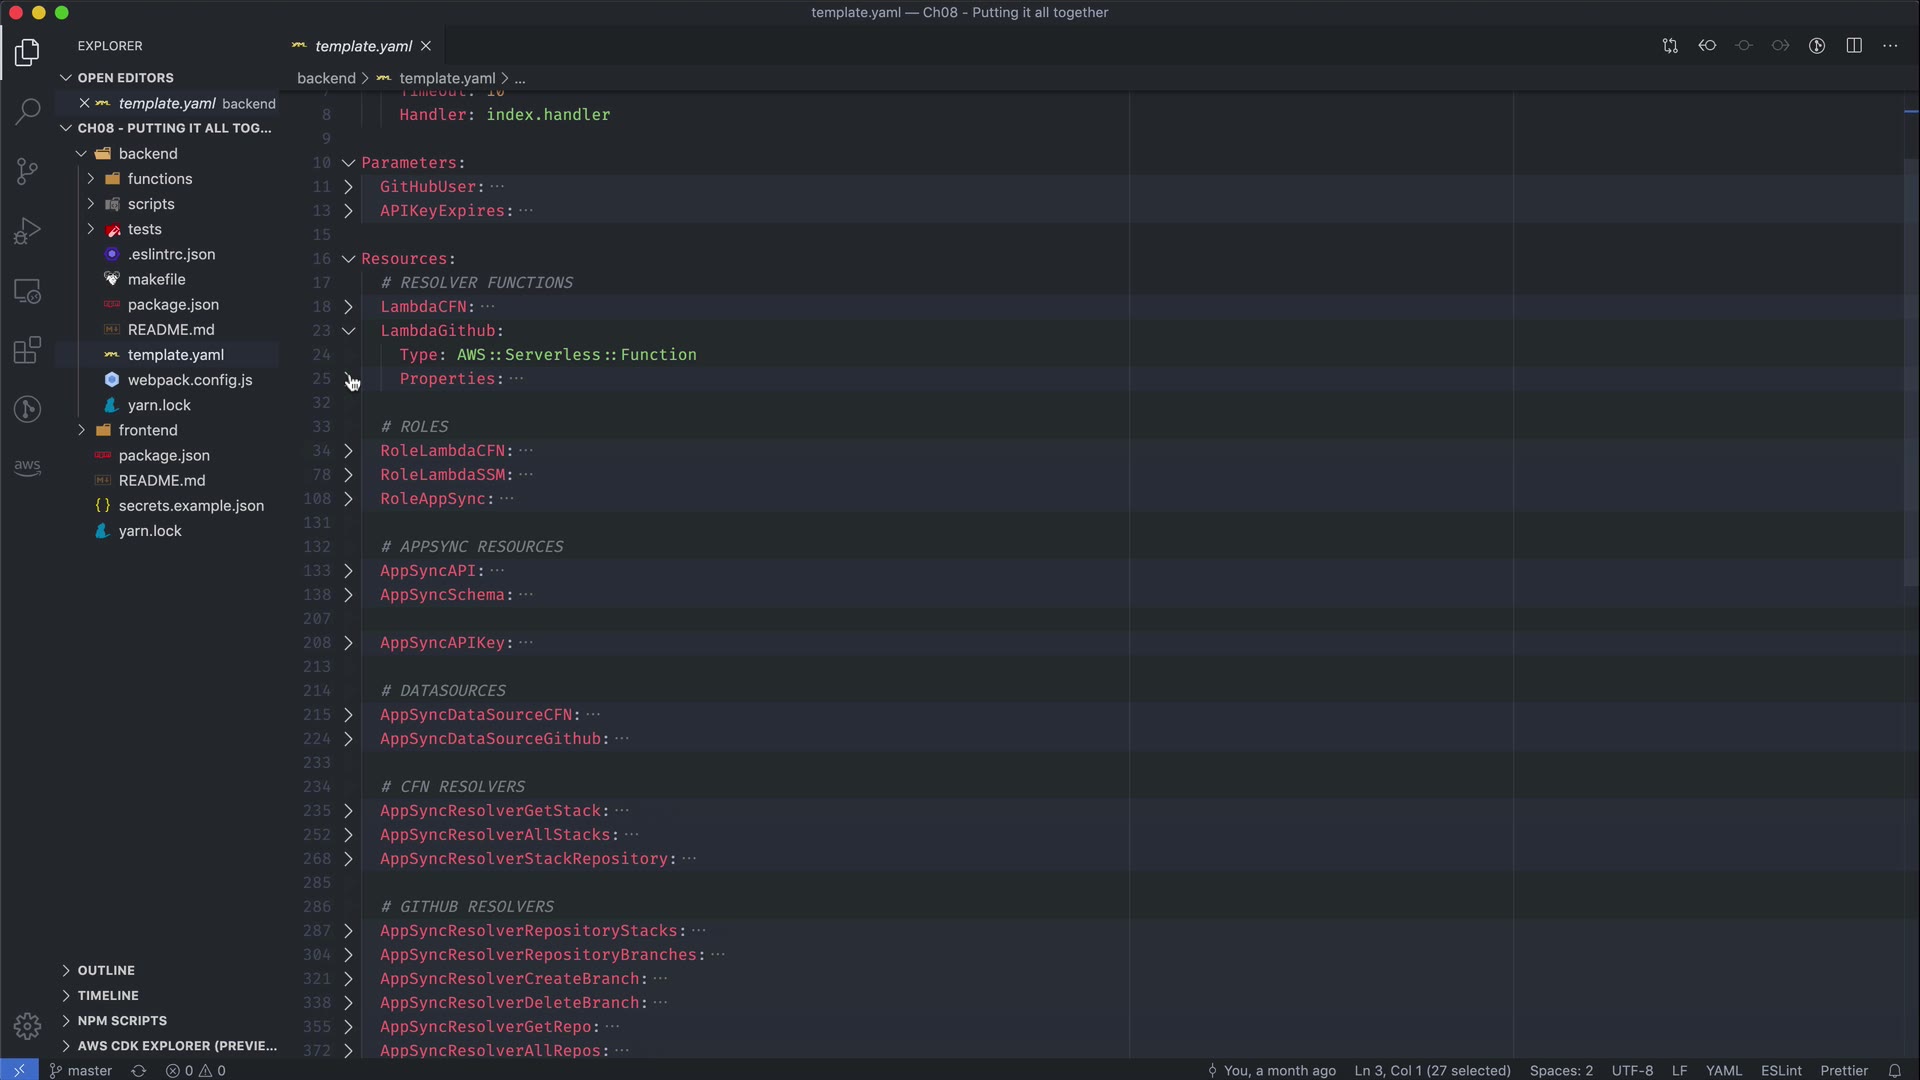 template.yaml — Ch08 - Putting it all together
EXPLORER
OPEN EDITORS
template.yaml backend
CH08 - PUTTING IT ALL TOG...
backend
functions
scripts
tests
.eslintrc.json
makefile
package.json
README.md
template.yaml
webpack.config.js
yarn.lock
frontend
package.json
README.md
secrets.example.json
yarn.lock
OUTLINE
TIMELINE
NPM SCRIPTS
AWS CDK EXPLORER (PREVIE...
aws
template.yaml
backend > template.yaml > ...
7 Timeout: 10
8 Handler: index.handler
9
10 Parameters:
11 GitHubUser: ...
13 APIKeyExpires: ...
15
16 Resources:
17 # RESOLVER FUNCTIONS
18 LambdaCFN: ...
23 LambdaGithub:
24 Type: AWS::Serverless::Function
25 Properties: ...
32
33 # ROLES
34 RoleLambdaCFN: ...
78 RoleLambdaSSM: ...
108 RoleAppSync: ...
131
132 # APPSYNC RESOURCES
133 AppSyncAPI: ...
138 AppSyncSchema: ...
207
208 AppSyncAPIKey: ...
213
214 # DATASOURCES
215 AppSyncDataSourceCFN: ...
224 AppSyncDataSourceGithub: ...
233
234 # CFN RESOLVERS
235 AppSyncResolverGetStack: ...
252 AppSyncResolverAllStacks: ...
268 AppSyncResolverStackRepository: ...
285
286 # GITHUB RESOLVERS
287 AppSyncResolverRepositoryStacks: ...
304 AppSyncResolverRepositoryBranches: ...
321 AppSyncResolverCreateBranch: ...
338 AppSyncResolverDeleteBranch: ...
355 AppSyncResolverGetRepo: ...
372 AppSyncResolverAllRepos: ...
master 0 0 You, a month ago Ln 3, Col 1 (27 selected) Spaces: 2 UTF-8 LF YAML ESLint Prettier